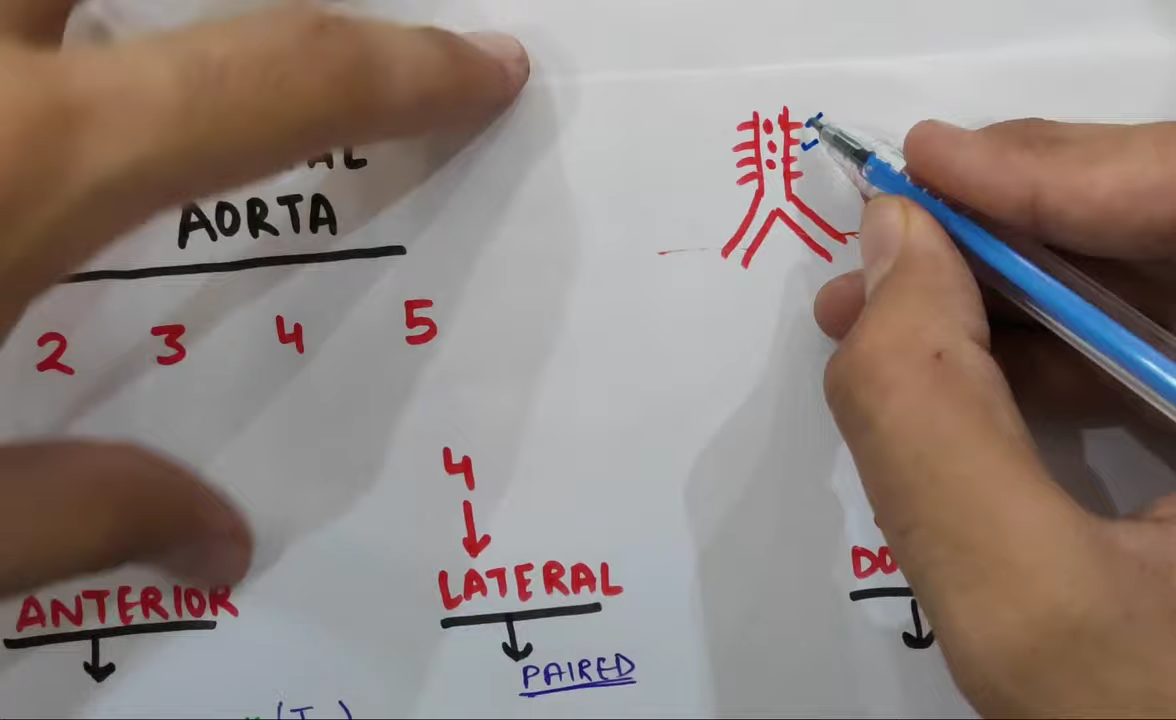 AORTA
2 3 4 5
4
ANTERIOR
LATERAL
PAIRED